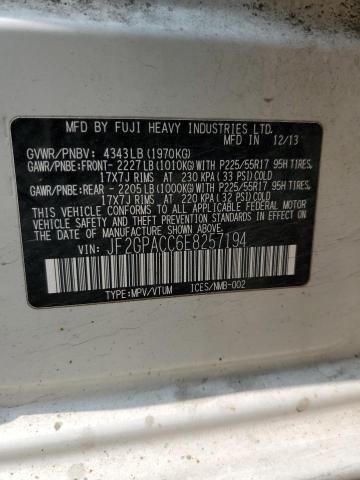 MFD BY FUJI HEAVY INDUSTRIES LTD.
MFD IN 12/13
GVWR/PNBV: 4343LB (1970KG)
GAWR/PNBE:FRONT- 2227LB (1010KG)WITH P225/55R17 95H TIRES,
17X7J RIMS, AT 230 KPA (33 PSI)COLD
GAWR/PNBE:REAR - 2205LB (1000KG)WITH P225/55R17 95H TIRES,
17X7J RIMS, AT 220 KPA (32 PSI)COLD
THIS VEHICLE CONFORMS TO ALL APPLICABLE FEDERAL MOTOR
VEHICLE SAFETY STANDARDS IN EFFECT ON
THE DATE OF MANUFACTURE SHOWN ABOVE.
VIN: JF2GPACC6E8257194
TYPE:MPV/VTUM ICES/NMB-002